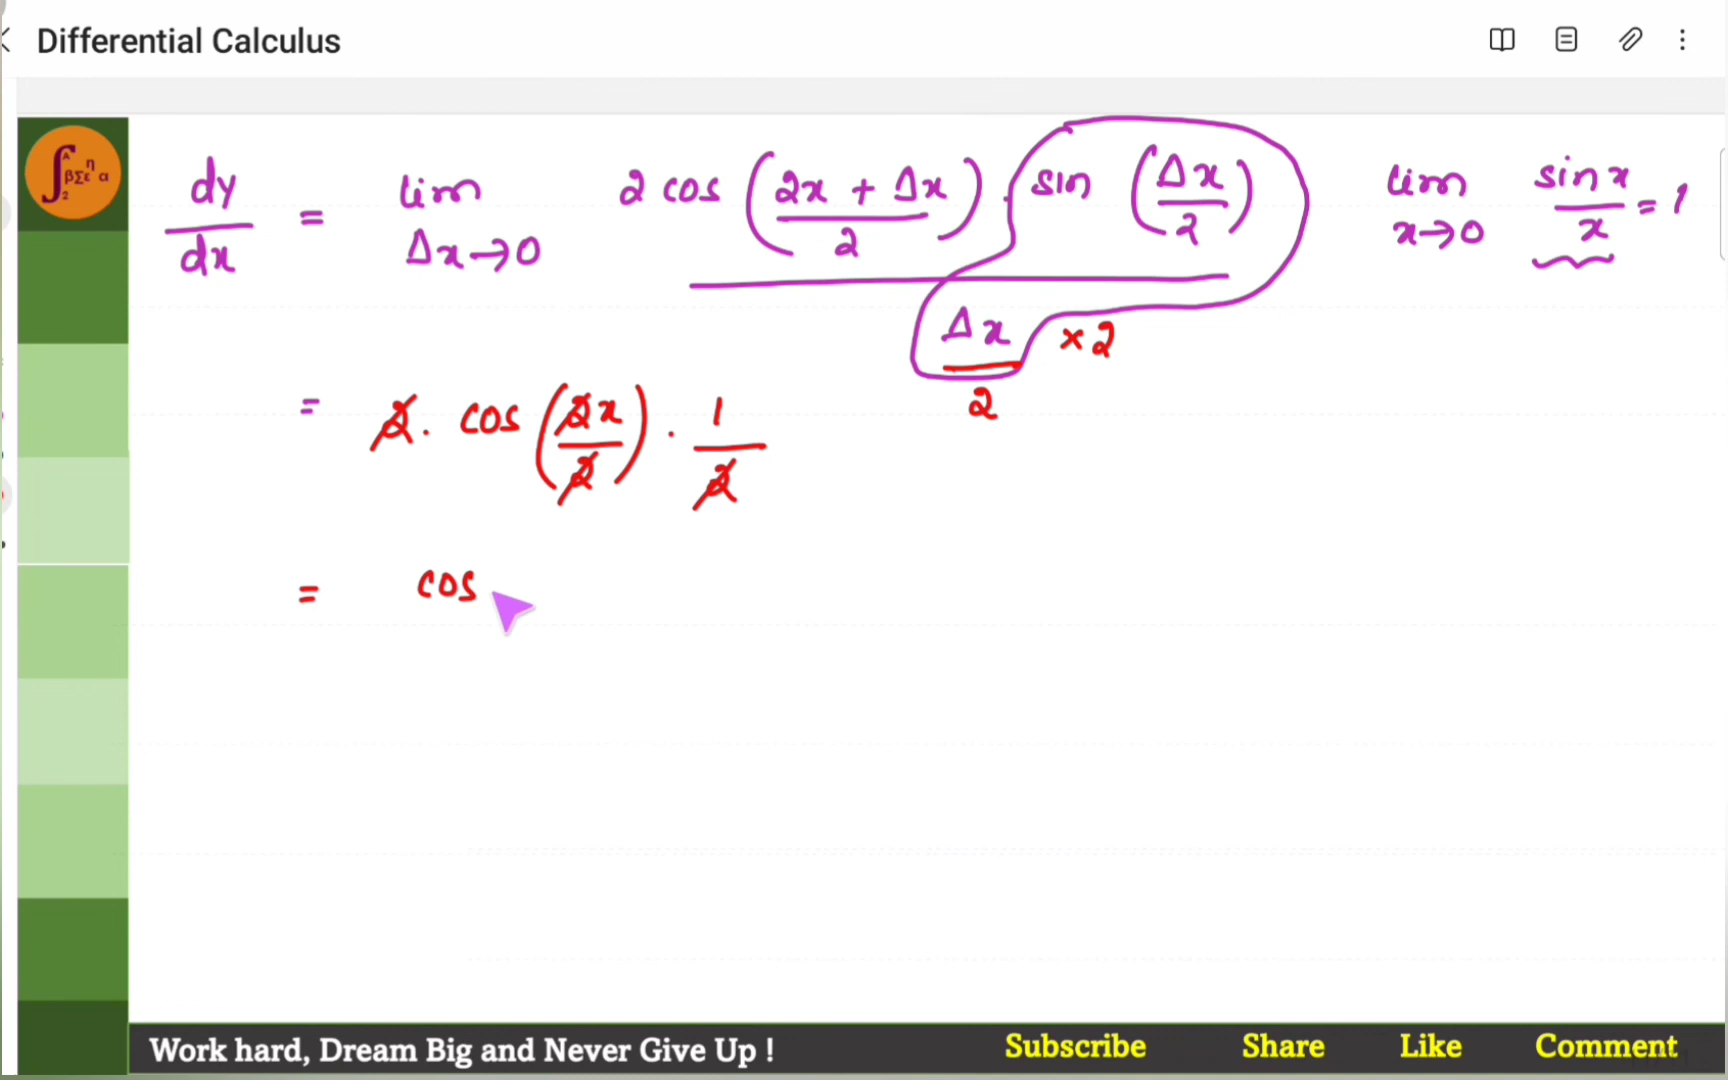 Differential Calculus
dy/dx = lim Δx→0 2 cos ((2x + Δx)/2) · sin (Δx/2) / (Δx/2 × 2)    lim x→0 sin x/x = 1
= 2 · cos (2x/2) · 1/2
= cos
Work hard, Dream Big and Never Give Up ! Subscribe Share Like Comment